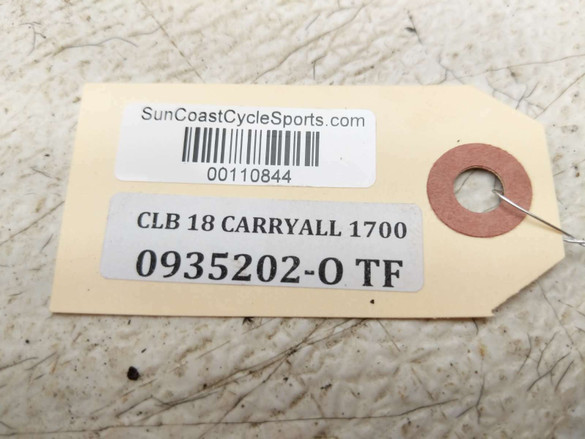 SunCoastCycleSports.com
00110844
CLB 18 CARRYALL 1700
0935202-O TF